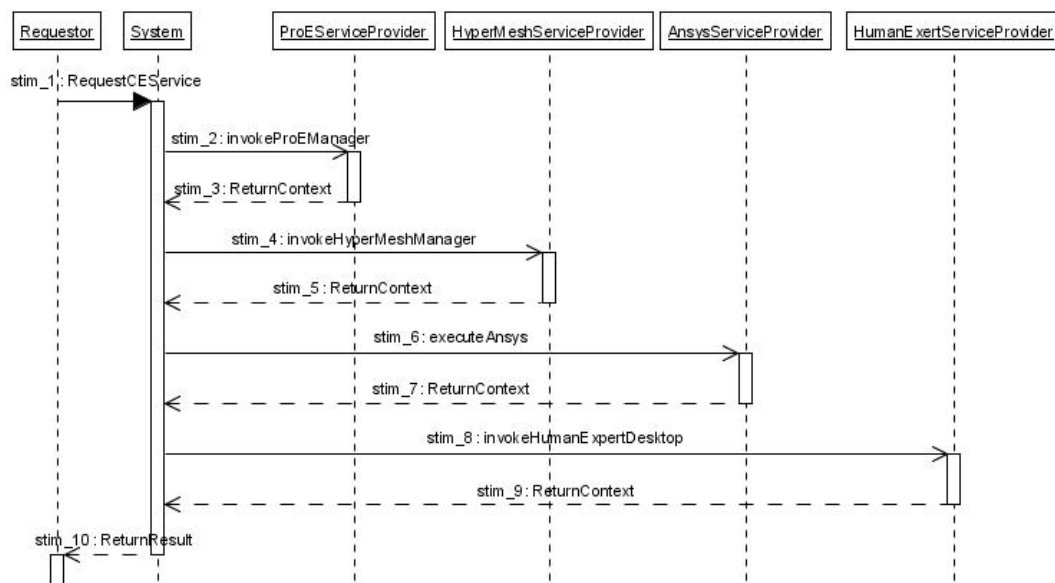 Requestor System ProEServiceProvider HyperMeshServiceProvider AnsysServiceProvider HumanExertServiceProvider
stim_1 : RequestCEService
stim_2: invokeProEManager
stim_3: ReturnContext
stim_4: invokeHyperMeshManager
stim_5: ReturnContext
stim_6: executeAnsys
stim_7: ReturnContext
stim_8: invokeHumanExpertDesktop
stim_9: ReturnContext
stim_10 : ReturnResult